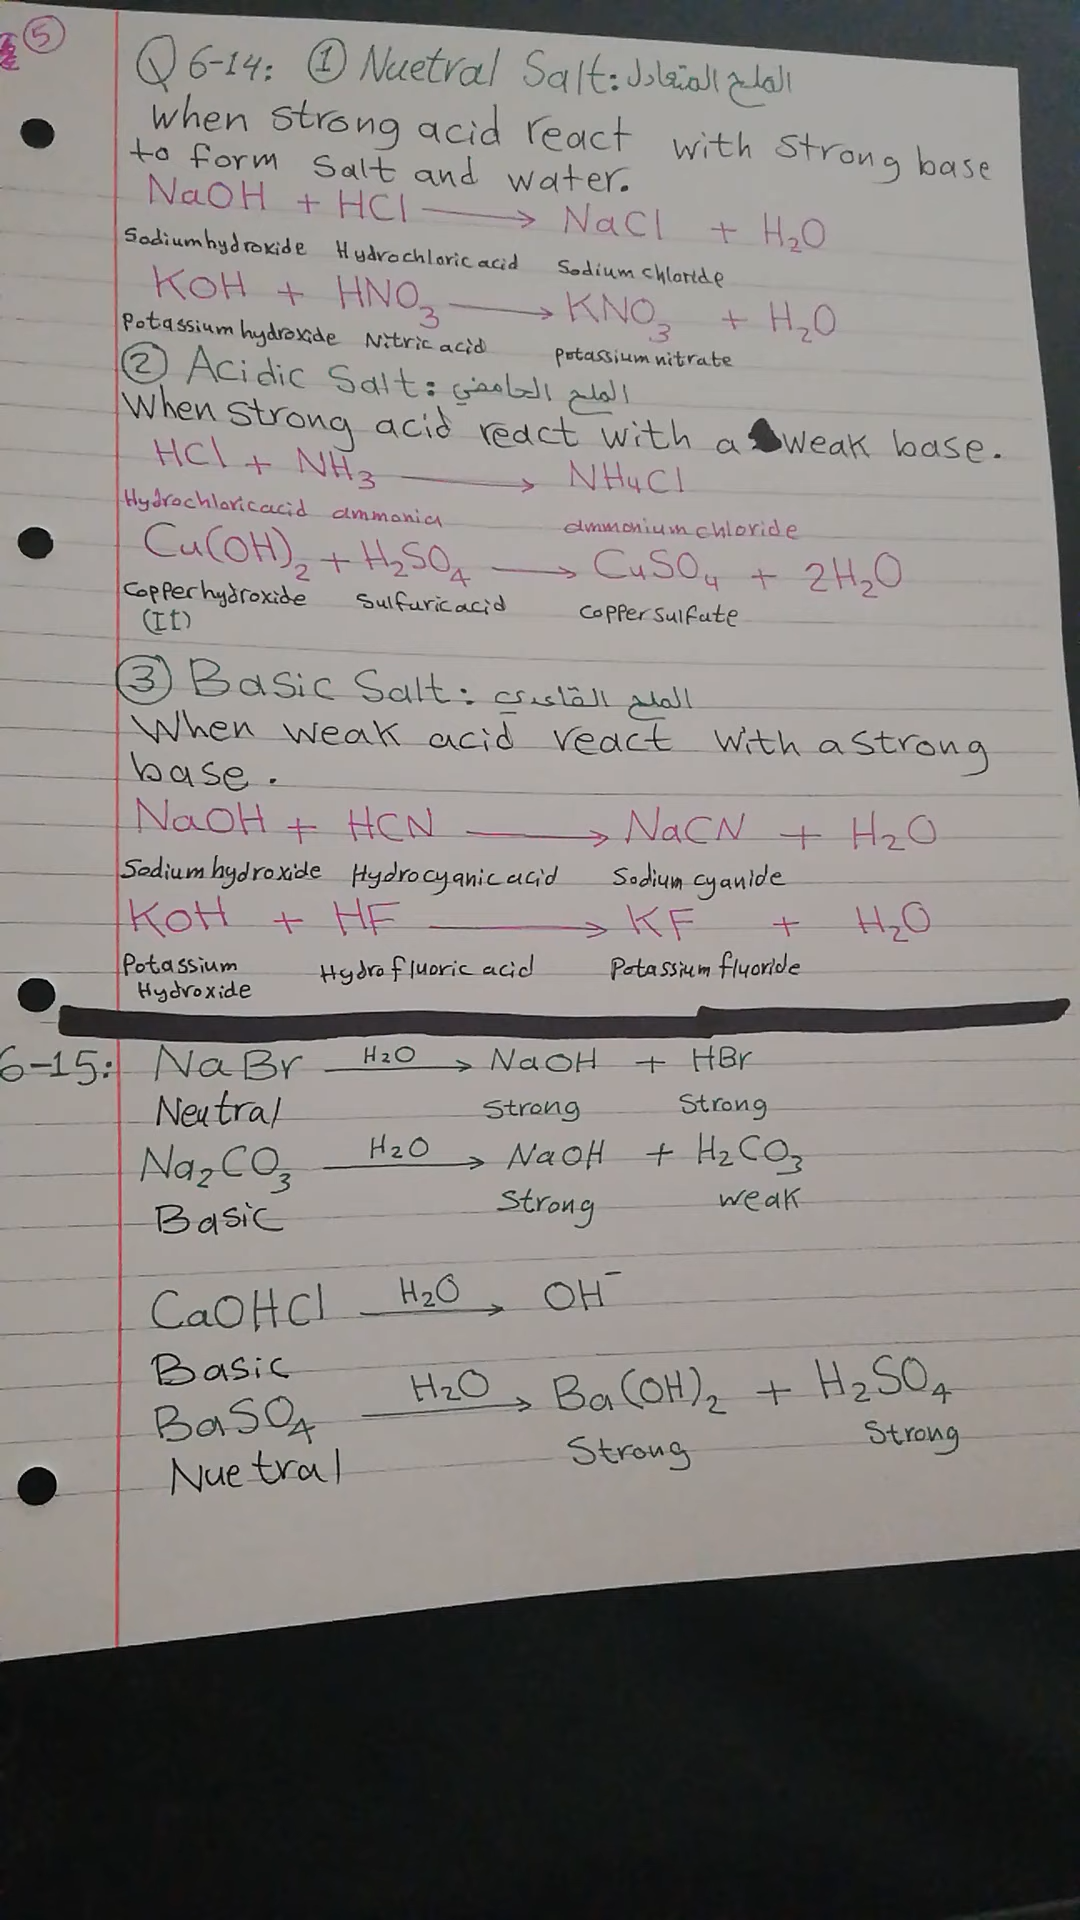 5
Q 6-14: ① Nuetral Salt: الملح المتعادل
when strong acid react with strong base
to form salt and water.
NaOH + HCl → NaCl + H₂O
Sodium hydroxide Hydrochloric acid Sodium chloride
KOH + HNO₃ → KNO₃ + H₂O
Potassium hydroxide Nitric acid potassium nitrate
② Acidic Salt: الملح الحامضي
When strong acid react with a weak base.
HCl + NH₃ → NH₄Cl
Hydrochloric acid ammonia ammonium chloride
Cu(OH)₂ + H₂SO₄ → CuSO₄ + 2H₂O
Copper hydroxide Sulfuric acid Copper sulfate
(II)
③ Basic Salt: الملح القاعدي
When weak acid react with a strong
base.
NaOH + HCN → NaCN + H₂O
Sodium hydroxide Hydrocyanic acid Sodium cyanide
KOH + HF → KF + H₂O
Potassium Hydrofluoric acid Potassium fluoride
Hydroxide
6-15: NaBr H₂O → NaOH + HBr
Neutral Strong Strong
Na₂CO₃ H₂O → NaOH + H₂CO₃
Basic Strong weak
CaOHCl H₂O → OH⁻
Basic
BaSO₄ H₂O → Ba(OH)₂ + H₂SO₄
Nuetral Strong Strong